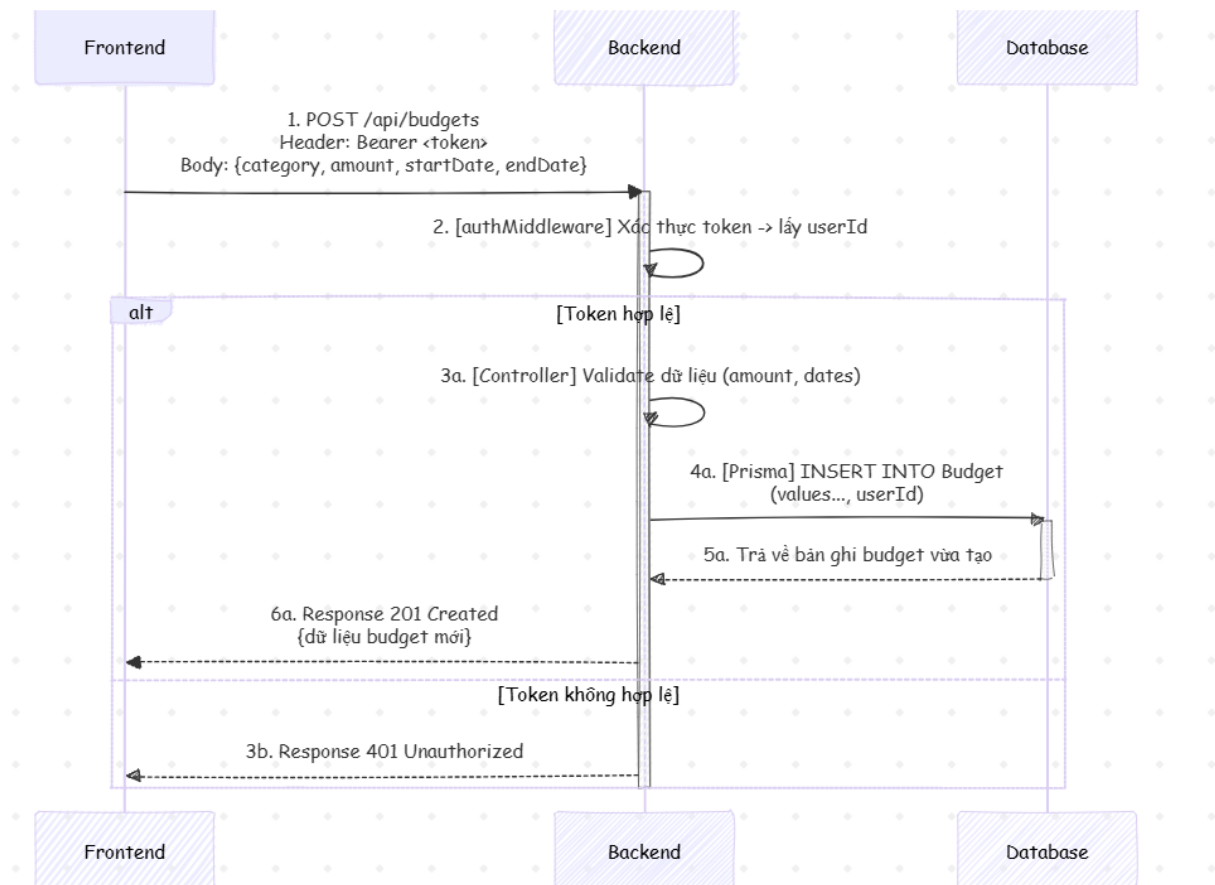 Frontend
Backend
Database
1. POST /api/budgets
Header: Bearer <token>
Body: {category, amount, startDate, endDate}
2. [authMiddleware] Xác thực token -> lấy userId
alt
[Token hợp lệ]
3a. [Controller] Validate dữ liệu (amount, dates)
4a. [Prisma] INSERT INTO Budget
(values..., userId)
5a. Trả về bản ghi budget vừa tạo
6a. Response 201 Created
{dữ liệu budget mới}
[Token không hợp lệ]
3b. Response 401 Unauthorized
Frontend
Backend
Database